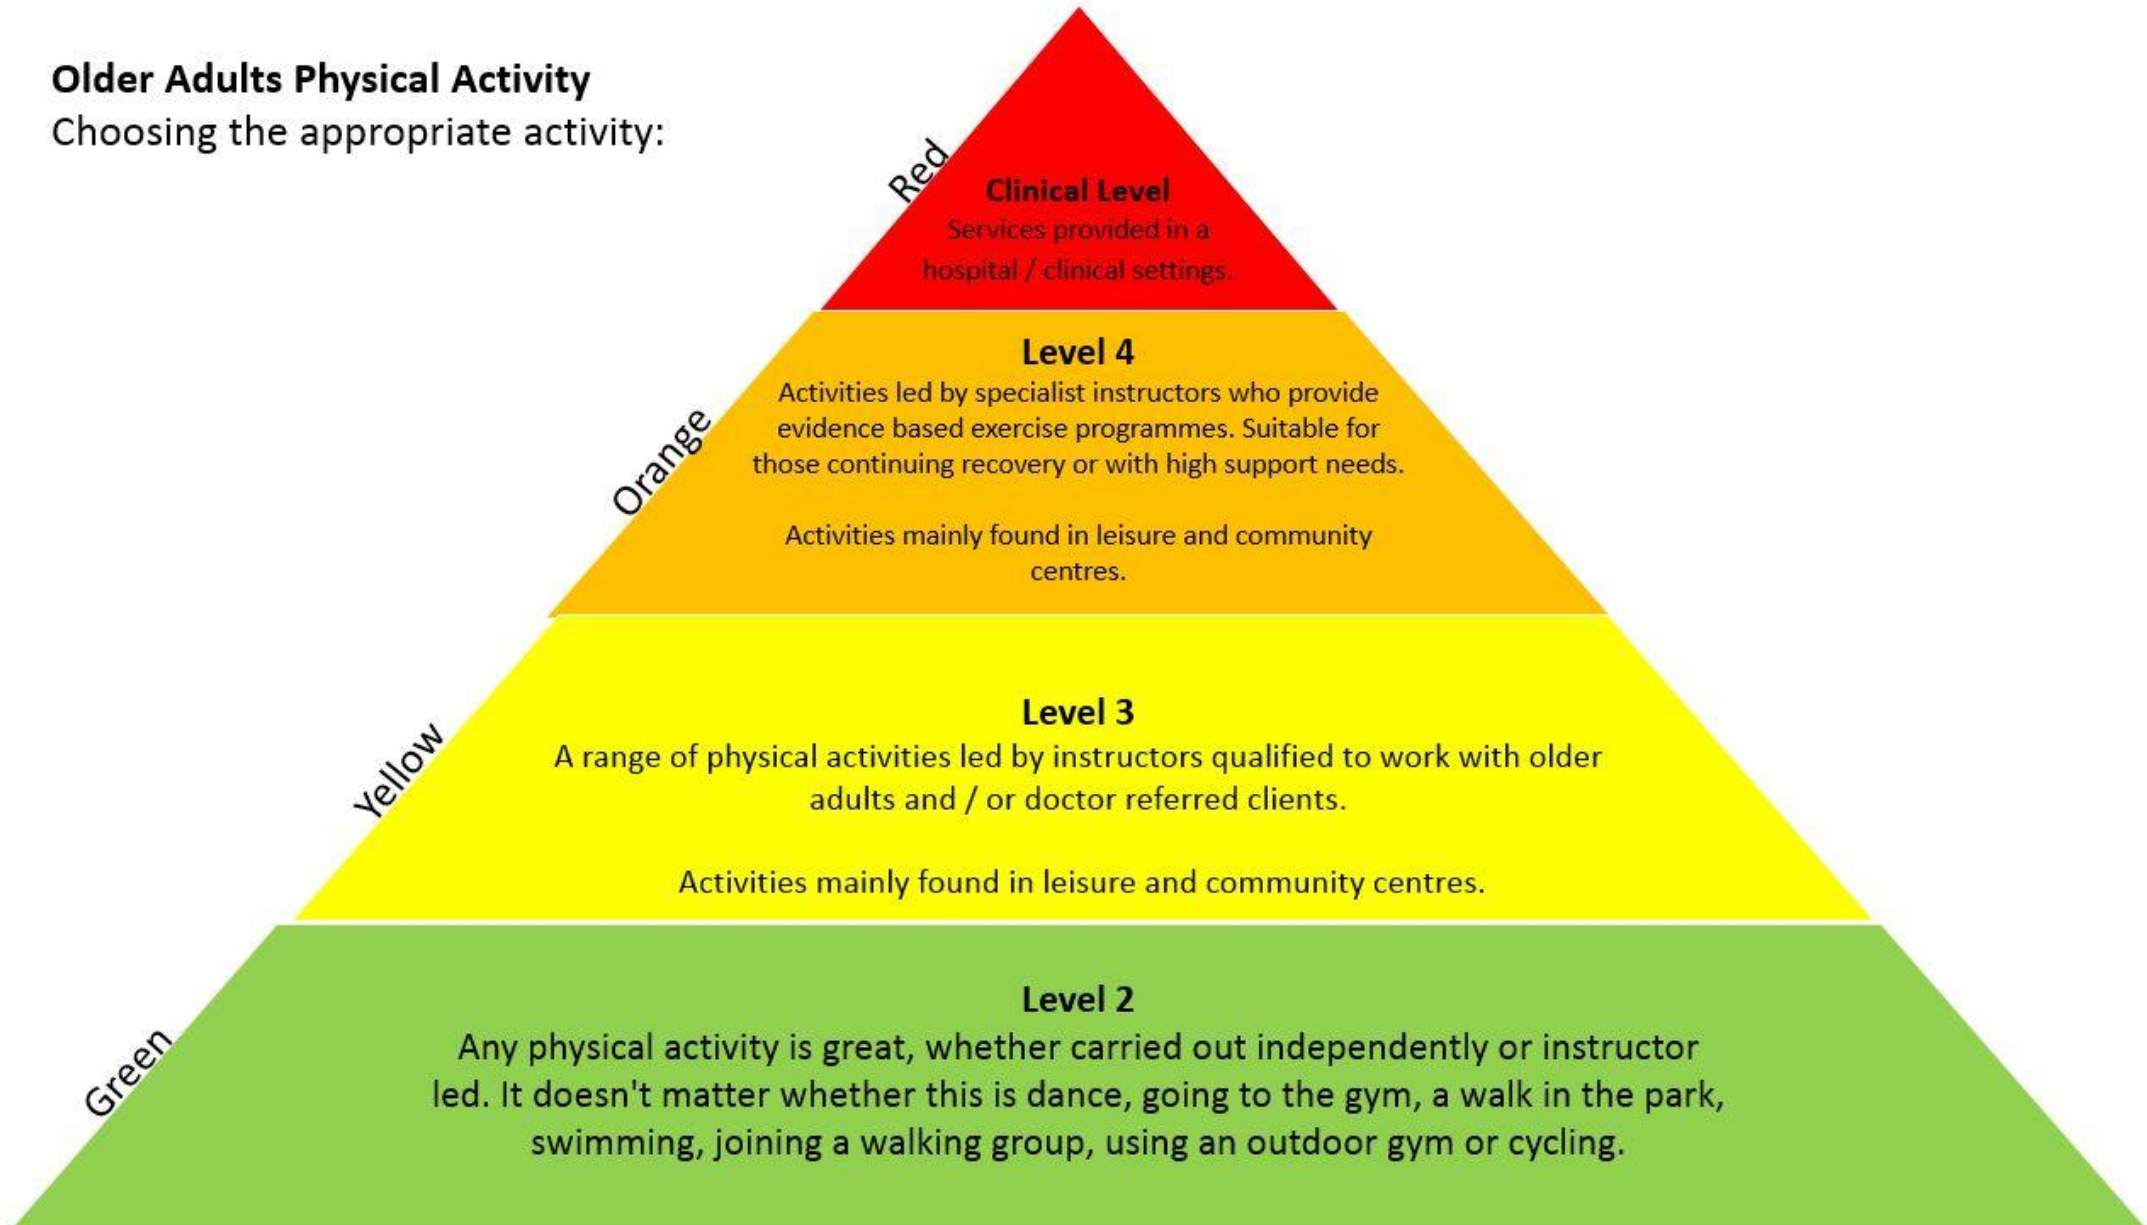 Older Adults Physical Activity
Choosing the appropriate activity:
Red
Clinical Level
Services provided in a
hospital / clinical settings.
Orange
Level 4
Activities led by specialist instructors who provide
evidence based exercise programmes. Suitable for
those continuing recovery or with high support needs.
Activities mainly found in leisure and community
centres.
Yellow
Level 3
A range of physical activities led by instructors qualified to work with older
adults and / or doctor referred clients.
Activities mainly found in leisure and community centres.
Green
Level 2
Any physical activity is great, whether carried out independently or instructor
led. It doesn't matter whether this is dance, going to the gym, a walk in the park,
swimming, joining a walking group, using an outdoor gym or cycling.